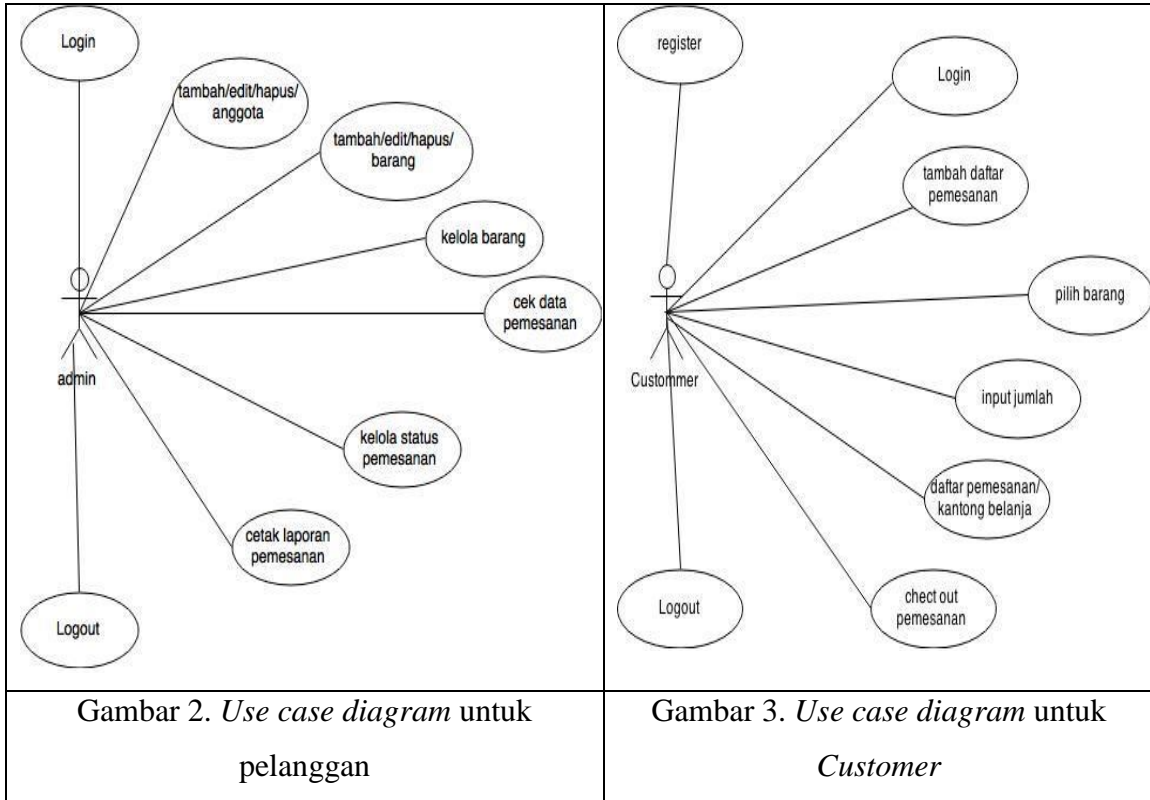 Login
tambah/edit/hapus/
anggota
tambah/edit/hapus/
barang
kelola barang
cek data
pemesanan
admin
kelola status
pemesanan
cetak laporan
pemesanan
Logout
Gambar 2. Use case diagram untuk
pelanggan
register
Login
tambah daftar
pemesanan
pilih barang
Custommer
input jumlah
daftar pemesanan/
kantong belanja
chect out
pemesanan
Logout
Gambar 3. Use case diagram untuk
Customer